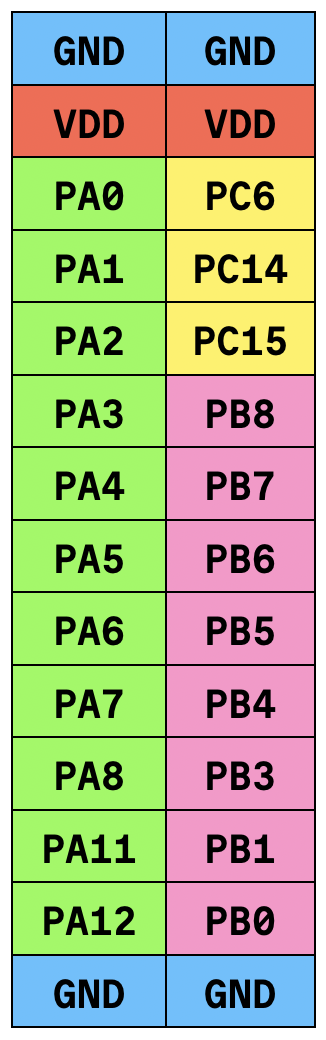 GND GND
VDD VDD
PA0 PC6
PA1 PC14
PA2 PC15
PA3 PB8
PA4 PB7
PA5 PB6
PA6 PB5
PA7 PB4
PA8 PB3
PA11 PB1
PA12 PB0
GND GND